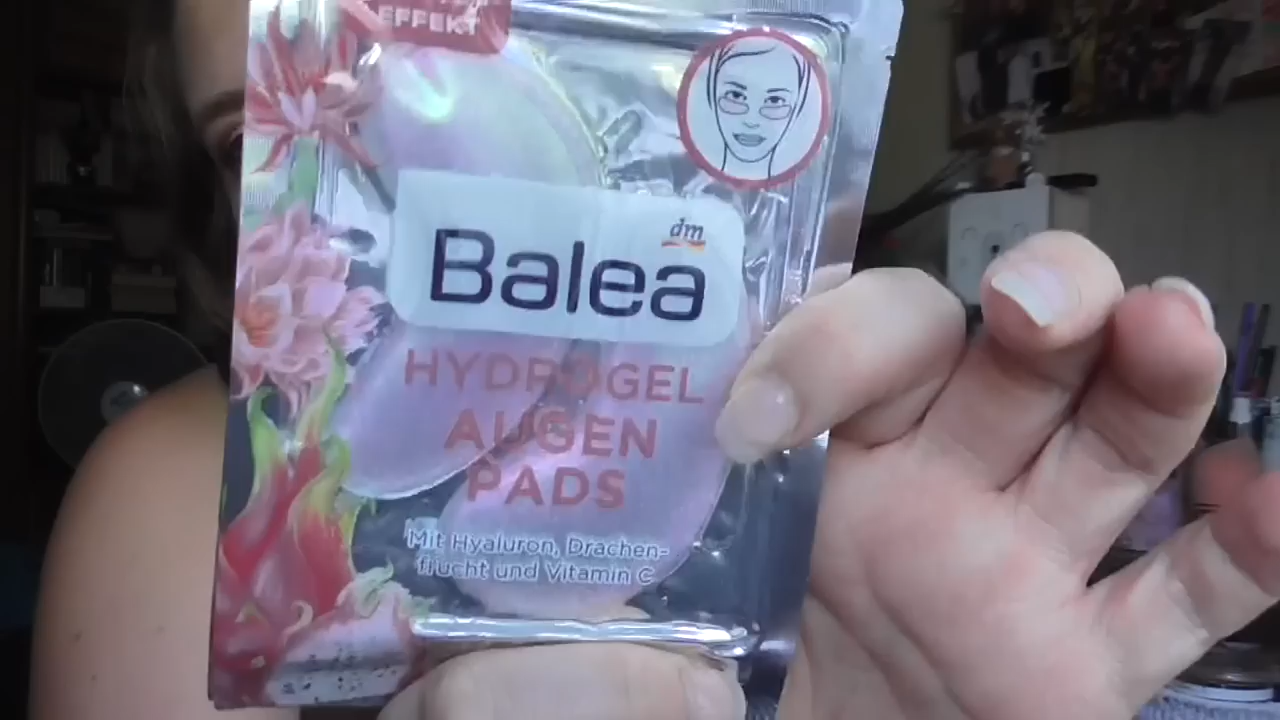 EFFEKT
dm
Balea
HYDROGEL
AUGEN
PADS
Mit Hyaluron, Drachen-
frucht und Vitamin C